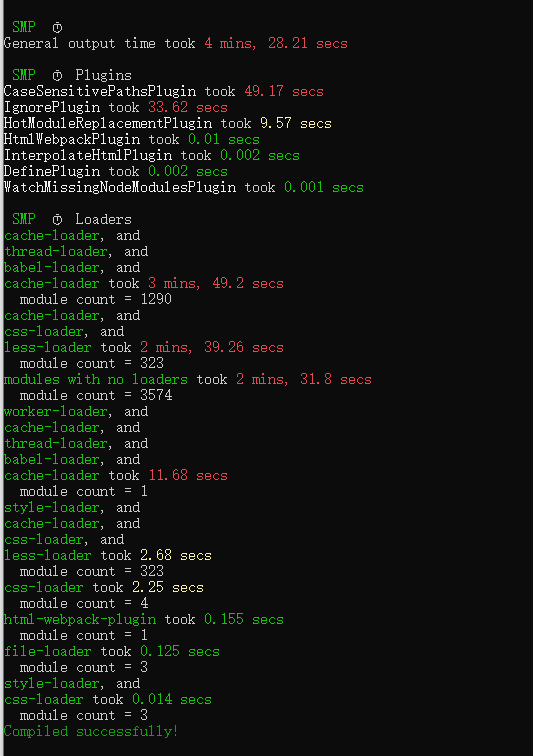 SMP ⏱
General output time took 4 mins, 28.21 secs
SMP ⏱ Plugins
CaseSensitivePathsPlugin took 49.17 secs
IgnorePlugin took 33.62 secs
HotModuleReplacementPlugin took 9.57 secs
HtmlWebpackPlugin took 0.01 secs
InterpolateHtmlPlugin took 0.002 secs
DefinePlugin took 0.002 secs
WatchMissingNodeModulesPlugin took 0.001 secs
SMP ⏱ Loaders
cache-loader, and
thread-loader, and
babel-loader, and
cache-loader took 3 mins, 49.2 secs
module count = 1290
cache-loader, and
css-loader, and
less-loader took 2 mins, 39.26 secs
module count = 323
modules with no loaders took 2 mins, 31.8 secs
module count = 3574
worker-loader, and
cache-loader, and
thread-loader, and
babel-loader, and
cache-loader took 11.68 secs
module count = 1
style-loader, and
cache-loader, and
css-loader, and
less-loader took 2.68 secs
module count = 323
css-loader took 2.25 secs
module count = 4
html-webpack-plugin took 0.155 secs
module count = 1
file-loader took 0.125 secs
module count = 3
style-loader, and
css-loader took 0.014 secs
module count = 3
Compiled successfully!